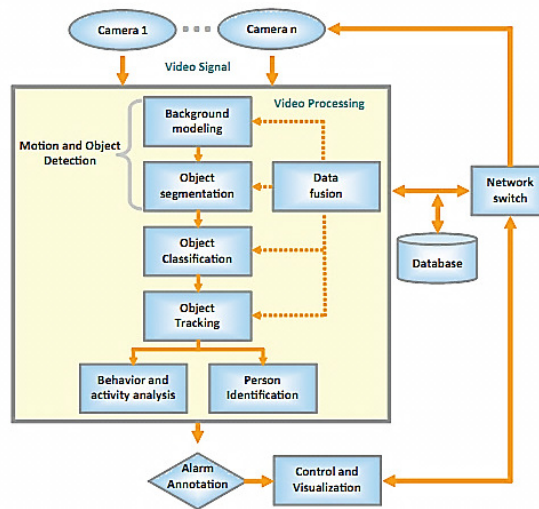 Camera 1
Camera n
Video Signal
Video Processing
Background
modeling
Motion and Object
Detection
Object
segmentation
Data
fusion
Network
switch
Object
Classification
Database
Object
Tracking
Behavior and
activity analysis
Person
Identification
Alarm
Annotation
Control and
Visualization